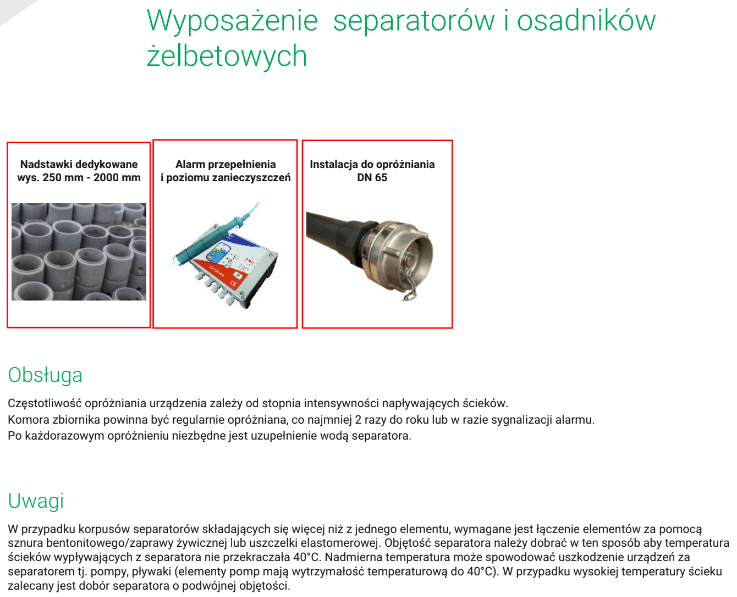 Wyposażenie separatorów i osadników
żelbetowych
Nadstawki dedykowane
wys. 250 mm - 2000 mm
Alarm przepełnienia
i poziomu zanieczyszczeń
Instalacja do opróżniania
DN 65
Obsługa
Częstotliwość opróżniania urządzenia zależy od stopnia intensywności napływających ścieków.
Komora zbiornika powinna być regularnie opróżniana, co najmniej 2 razy do roku lub w razie sygnalizacji alarmu.
Po każdorazowym opróżnieniu niezbędne jest uzupełnienie wodą separatora.
Uwagi
W przypadku korpusów separatorów składających się więcej niż z jednego elementu, wymagane jest łączenie elementów za pomocą
sznura bentonitowego/zaprawy żywicznej lub uszczelki elastomerowej. Objętość separatora należy dobrać w ten sposób aby temperatura
ścieków wypływających z separatora nie przekraczała 40°C. Nadmierna temperatura może spowodować uszkodzenie urządzeń za
separatorem tj. pompy, pływaki (elementy pomp mają wytrzymałość temperaturową do 40°C). W przypadku wysokiej temperatury ścieku
zalecany jest dobór separatora o podwójnej objętości.